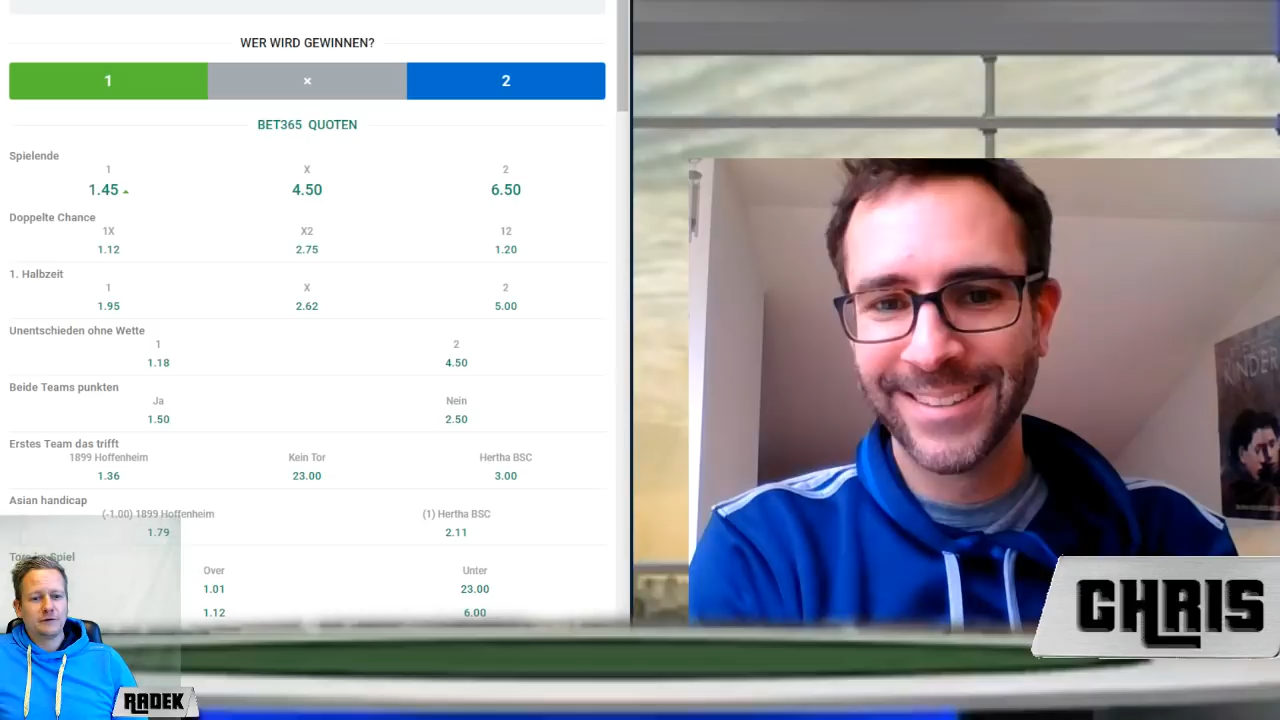 WER WIRD GEWINNEN?
1 × 2
BET365 QUOTEN
Spielende
1 X 2
1.45 4.50 6.50
Doppelte Chance
1X X2 12
1.12 2.75 1.20
1. Halbzeit
1 X 2
1.95 2.62 5.00
Unentschieden ohne Wette
1 2
1.18 4.50
Beide Teams punkten
Ja Nein
1.50 2.50
Erstes Team das trifft
1899 Hoffenheim Kein Tor Hertha BSC
1.36 23.00 3.00
Asian handicap
(-1.00) 1899 Hoffenheim (1) Hertha BSC
1.79 2.11
Tore im Spiel
Over Unter
1.01 23.00
1.12 6.00
KINDER
CHRIS
RADEK